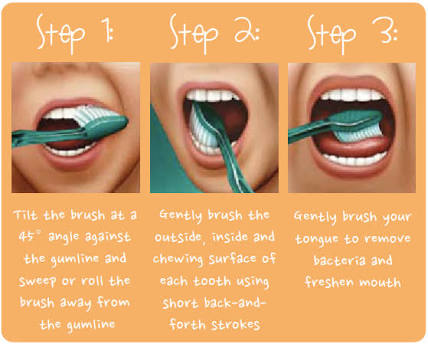 Step 1:
Tilt the brush at a
45° angle against
the gumline and
sweep or roll the
brush away from
the gumline
Step 2:
Gently brush the
outside, inside and
chewing surface of
each tooth using
short back-and-
forth strokes
Step 3:
Gently brush your
tongue to remove
bacteria and
freshen mouth